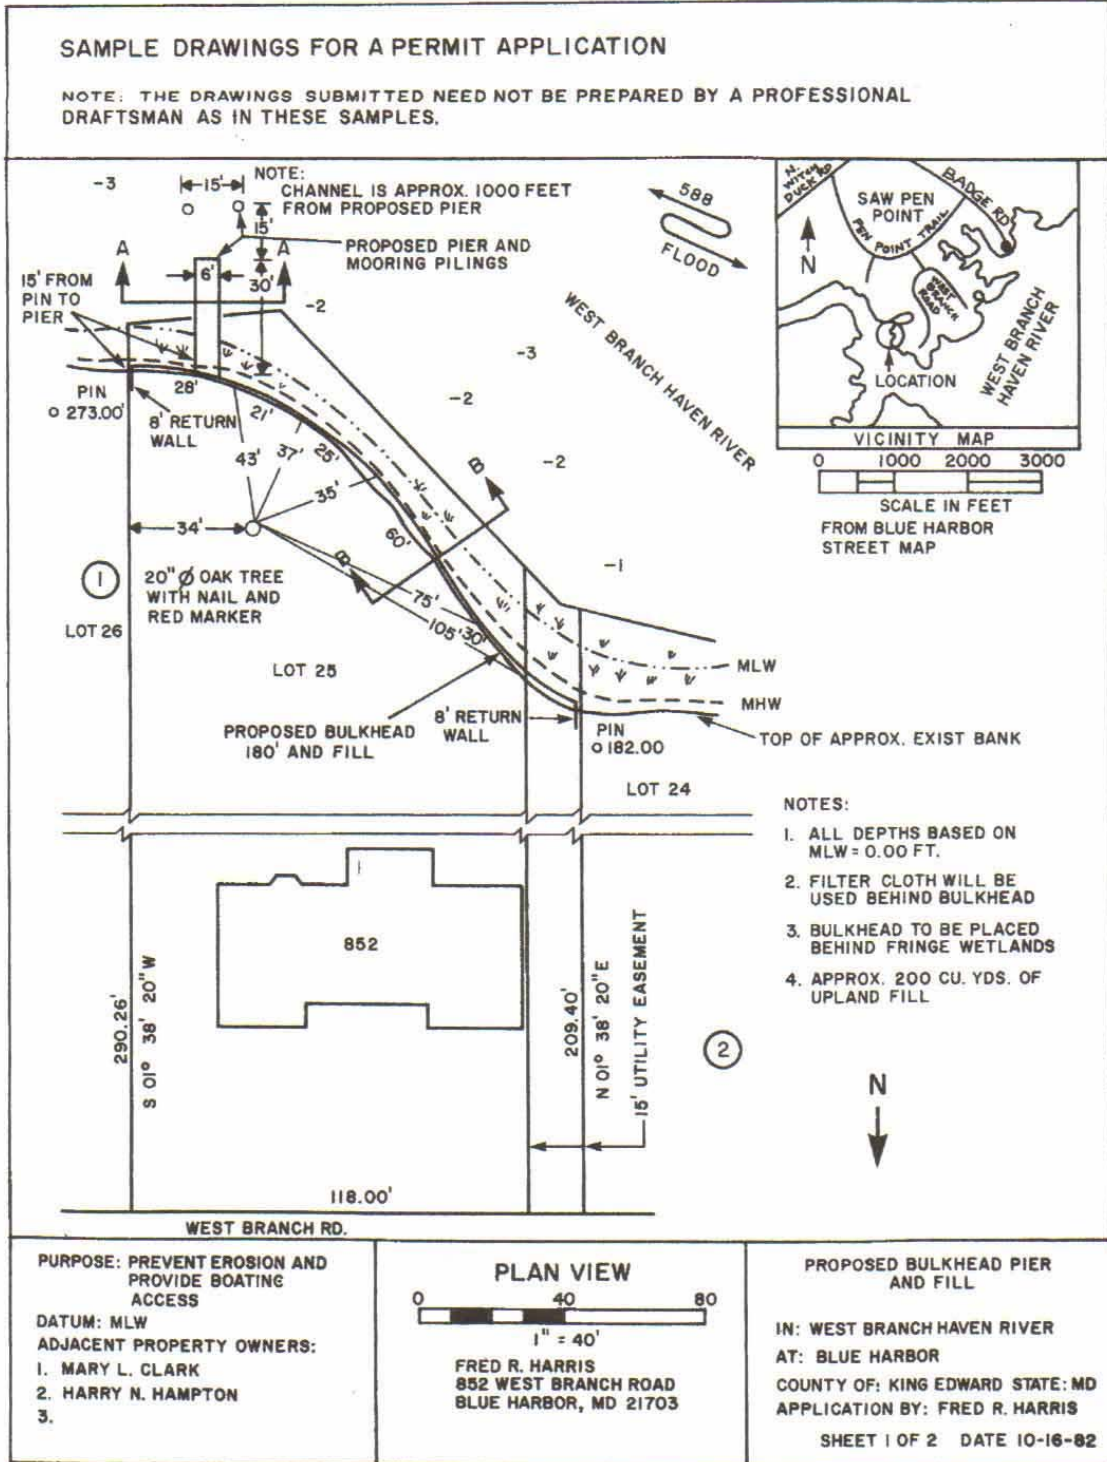 SAMPLE DRAWINGS FOR A PERMIT APPLICATION
NOTE: THE DRAWINGS SUBMITTED NEED NOT BE PREPARED BY A PROFESSIONAL
DRAFTSMAN AS IN THESE SAMPLES.
-3
15'
NOTE:
CHANNEL IS APPROX. 1000 FEET
FROM PROPOSED PIER
15'
A
A
PROPOSED PIER AND
MOORING PILINGS
6'
30'
15' FROM
PIN TO
PIER
-2
588
FLOOD
WEST BRANCH HAVEN RIVER
-3
-2
-2
-1
PIN
273.00'
28'
8' RETURN
WALL
21'
43'
37'
25'
35'
34'
60'
B
B
1
20" Ø OAK TREE
WITH NAIL AND
RED MARKER
75'
105'
30'
LOT 26
LOT 25
MLW
MHW
PROPOSED BULKHEAD
180' AND FILL
8' RETURN
WALL
PIN
182.00
TOP OF APPROX. EXIST BANK
LOT 24
N. WITCH
DUCK RD
BADGE RD
SAW PEN
POINT
PEN POINT TRAIL
N
WEST
BRANCH
ROAD
WEST BRANCH
HAVEN RIVER
LOCATION
VICINITY MAP
0 1000 2000 3000
SCALE IN FEET
FROM BLUE HARBOR
STREET MAP
NOTES:
1. ALL DEPTHS BASED ON
MLW = 0.00 FT.
2. FILTER CLOTH WILL BE
USED BEHIND BULKHEAD
3. BULKHEAD TO BE PLACED
BEHIND FRINGE WETLANDS
4. APPROX. 200 CU. YDS. OF
UPLAND FILL
852
290.26'
S 01° 38' 20" W
209.40'
N 01° 38' 20" E
15' UTILITY EASEMENT
2
N
118.00'
WEST BRANCH RD.
PURPOSE: PREVENT EROSION AND
PROVIDE BOATING
ACCESS
DATUM: MLW
ADJACENT PROPERTY OWNERS:
1. MARY L. CLARK
2. HARRY N. HAMPTON
3.
PLAN VIEW
0 40 80
1" = 40'
FRED R. HARRIS
852 WEST BRANCH ROAD
BLUE HARBOR, MD 21703
PROPOSED BULKHEAD PIER
AND FILL
IN: WEST BRANCH HAVEN RIVER
AT: BLUE HARBOR
COUNTY OF: KING EDWARD STATE: MD
APPLICATION BY: FRED R. HARRIS
SHEET 1 OF 2 DATE 10-16-82